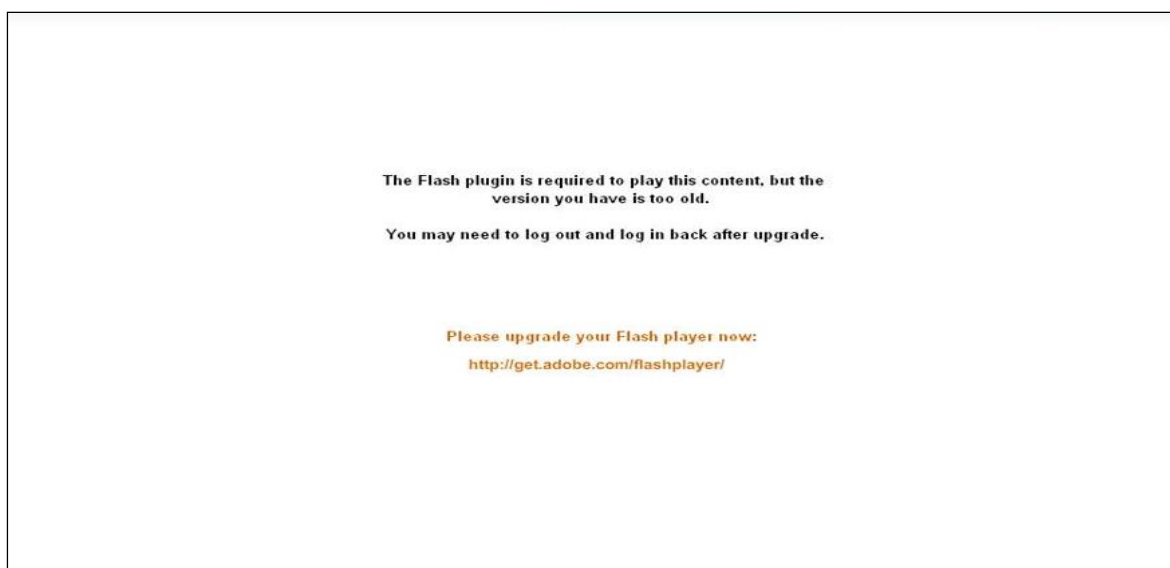 The Flash plugin is required to play this content, but the
version you have is too old.
You may need to log out and log in back after upgrade.
Please upgrade your Flash player now:
http://get.adobe.com/flashplayer/